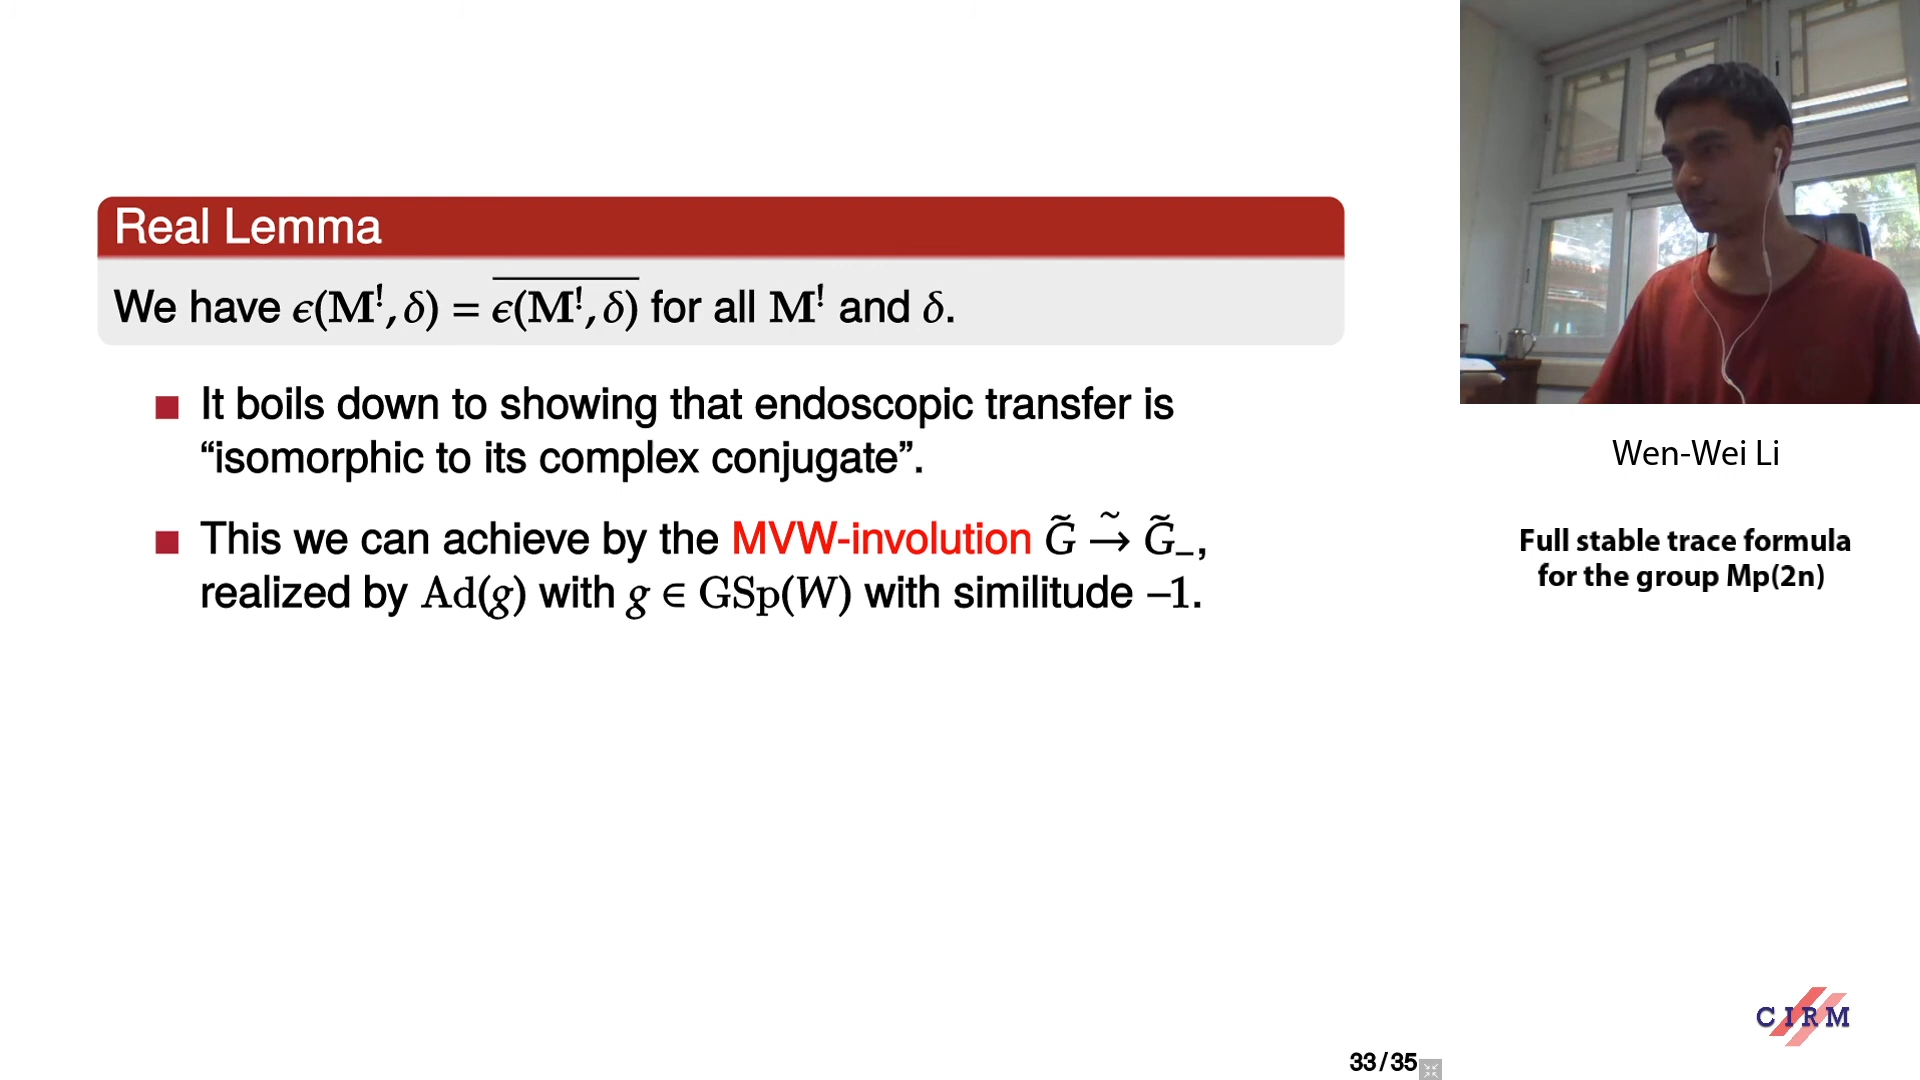 Real Lemma
We have ϵ(M^!, δ) = \overline{ϵ(M^!, δ)} for all M^! and δ.
It boils down to showing that endoscopic transfer is
“isomorphic to its complex conjugate”.
This we can achieve by the MVW-involution G̃ →̃ G̃_−,
realized by Ad(g) with g ∈ GSp(W) with similitude −1.
33/35
Wen-Wei Li
Full stable trace formula
for the group Mp(2n)
CIRM